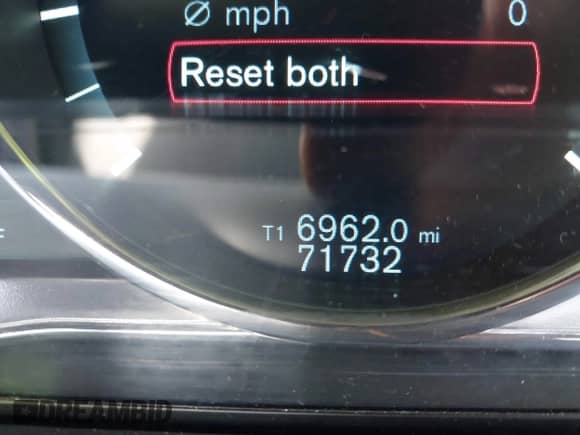 Ø mph 0
Reset both
T1 6962.0 mi
71732
DREAMBID